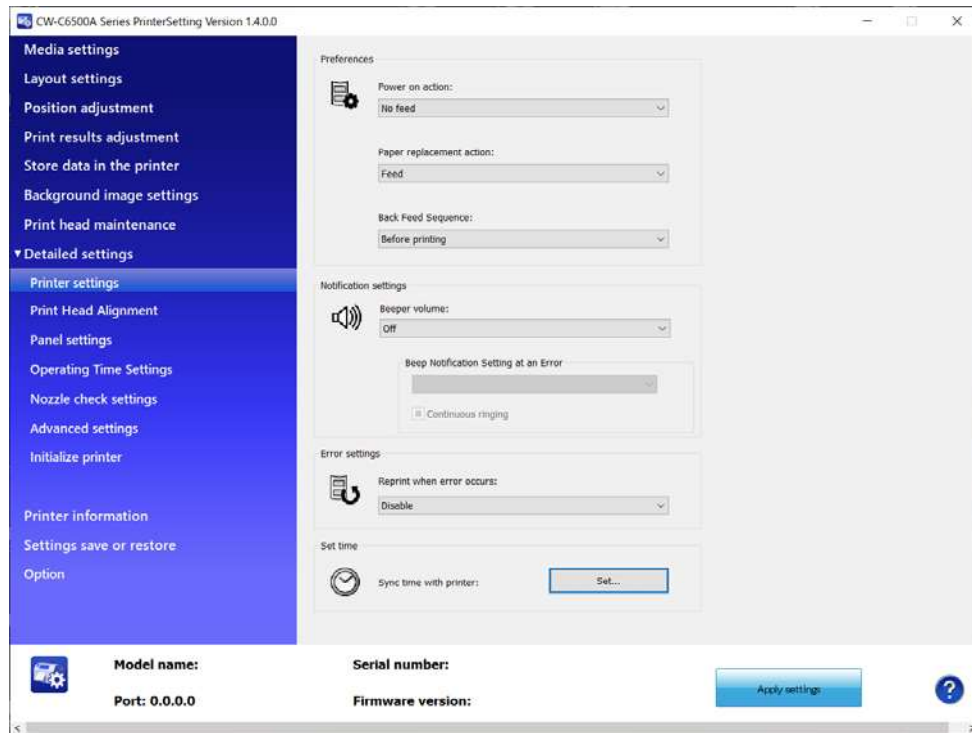 CW-C6500A Series PrinterSetting Version 1.4.0.0
Media settings
Layout settings
Position adjustment
Print results adjustment
Store data in the printer
Background image settings
Print head maintenance
▼Detailed settings
Printer settings
Print Head Alignment
Panel settings
Operating Time Settings
Nozzle check settings
Advanced settings
Initialize printer
Printer information
Settings save or restore
Option
Preferences
Power on action:
No feed
Paper replacement action:
Feed
Back Feed Sequence:
Before printing
Notification settings
Beeper volume:
Off
Beep Notification Setting at an Error
Continuous ringing
Error settings
Reprint when error occurs:
Disable
Set time
Sync time with printer:
Set...
Model name:
Serial number:
Port: 0.0.0.0
Firmware version:
Apply settings
?